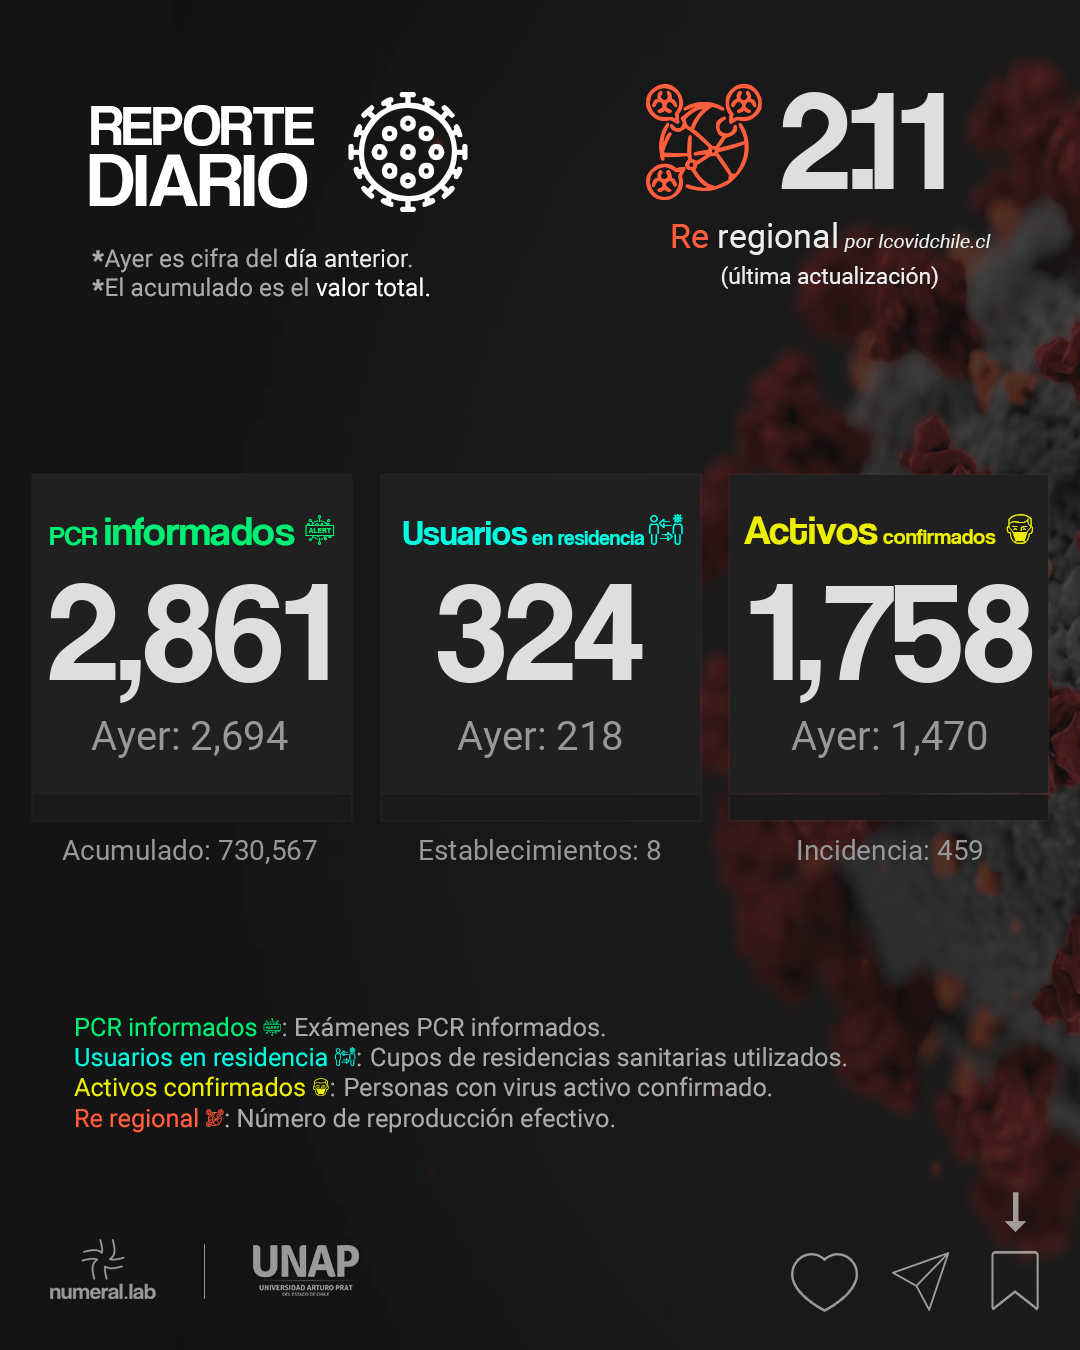 REPORTE
DIARIO
*Ayer es cifra del día anterior.
*El acumulado es el valor total.
2.11
Re regional por Icovidchile.cl
(última actualización)
PCR informados ALERT
2,861
Ayer: 2,694
Acumulado: 730,567
Usuarios en residencia
324
Ayer: 218
Establecimientos: 8
Activos confirmados
1,758
Ayer: 1,470
Incidencia: 459
PCR informados ALERT: Exámenes PCR informados.
Usuarios en residencia : Cupos de residencias sanitarias utilizados.
Activos confirmados : Personas con virus activo confirmado.
Re regional : Número de reproducción efectivo.
numeral.lab
UNAP
UNIVERSIDAD ARTURO PRAT
DEL ESTADO DE CHILE